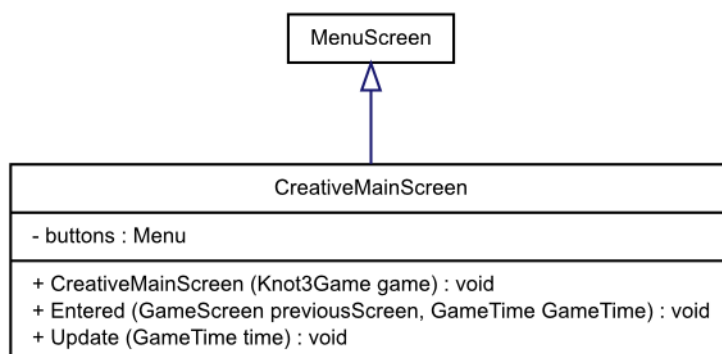 MenuScreen
CreativeMainScreen
- buttons : Menu
+ CreativeMainScreen (Knot3Game game) : void
+ Entered (GameScreen previousScreen, GameTime GameTime) : void
+ Update (GameTime time) : void